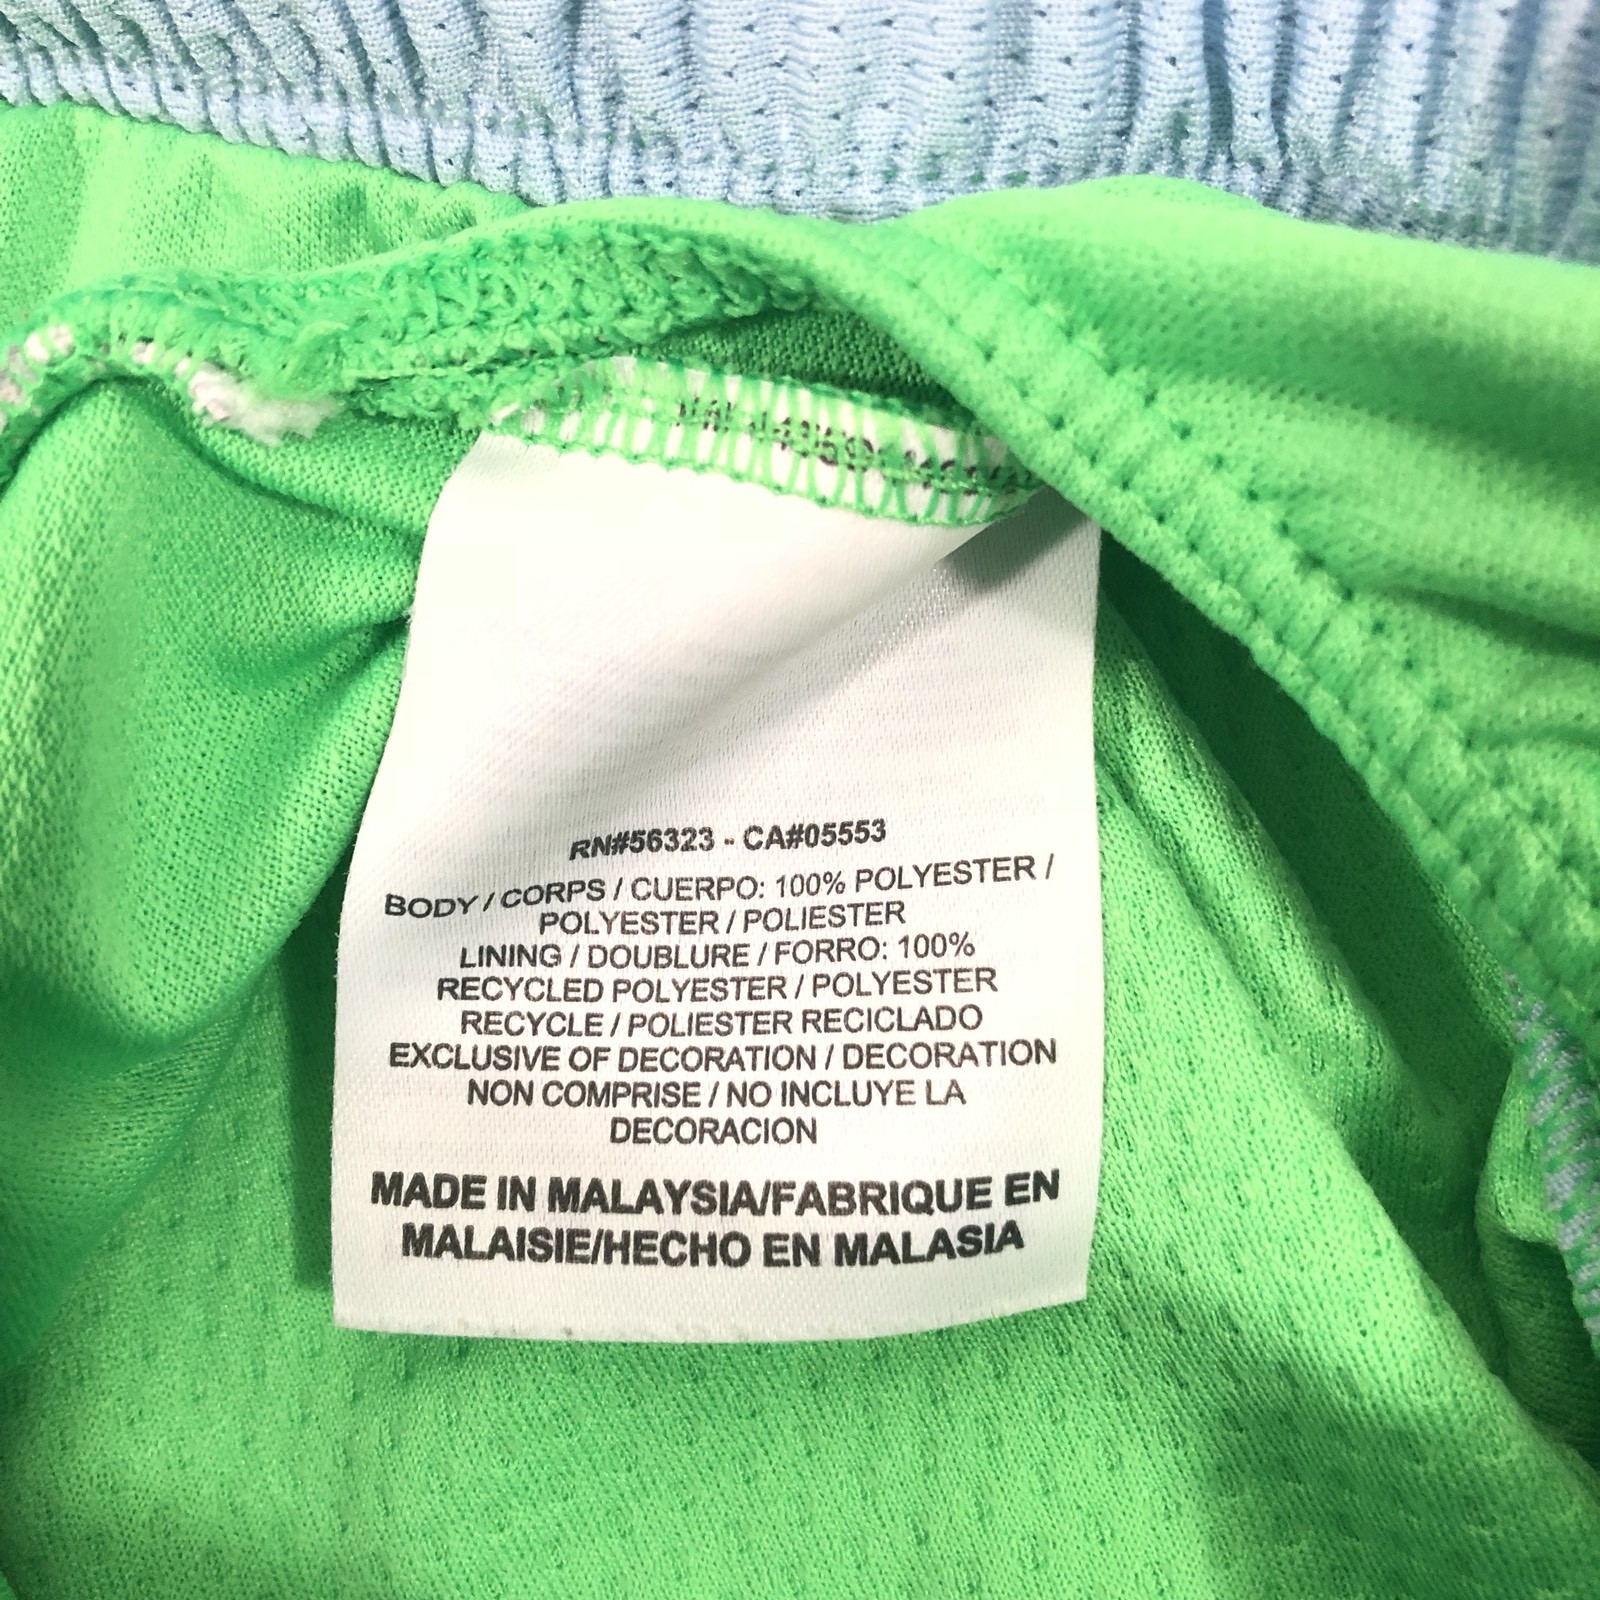 RN#56323 - CA#05553
BODY / CORPS / CUERPO: 100% POLYESTER /
POLYESTER / POLIESTER
LINING / DOUBLURE / FORRO: 100%
RECYCLED POLYESTER / POLYESTER
RECYCLE / POLIESTER RECICLADO
EXCLUSIVE OF DECORATION / DECORATION
NON COMPRISE / NO INCLUYE LA
DECORACION
MADE IN MALAYSIA/FABRIQUE EN
MALAISIE/HECHO EN MALASIA